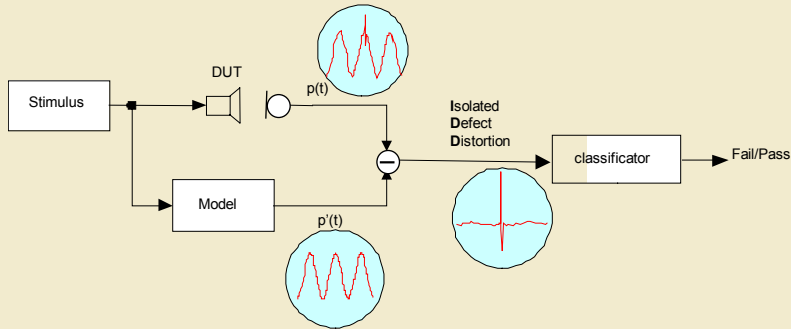 Stimulus
DUT
p(t)
Isolated
Defect
Distortion
classificator
Fail/Pass
Model
p'(t)